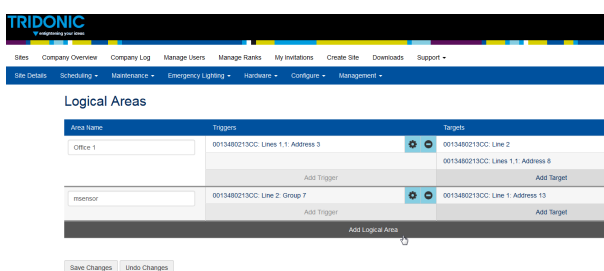 TRIDONIC
enlightening your ideas
Sites Company Overview Company Log Manage Users Manage Ranks My Invitations Create Site Downloads Support
Site Details Scheduling Maintenance Emergency Lighting Hardware Configure Management
Logical Areas
Area Name Triggers Targets
Office 1 0013480213CC: Lines 1,1: Address 3 0013480213CC: Line 2
0013480213CC: Lines 1,1: Address 8
Add Trigger Add Target
msensor 0013480213CC: Line 2: Group 7 0013480213CC: Line 1: Address 13
Add Trigger Add Target
Add Logical Area
Save Changes Undo Changes